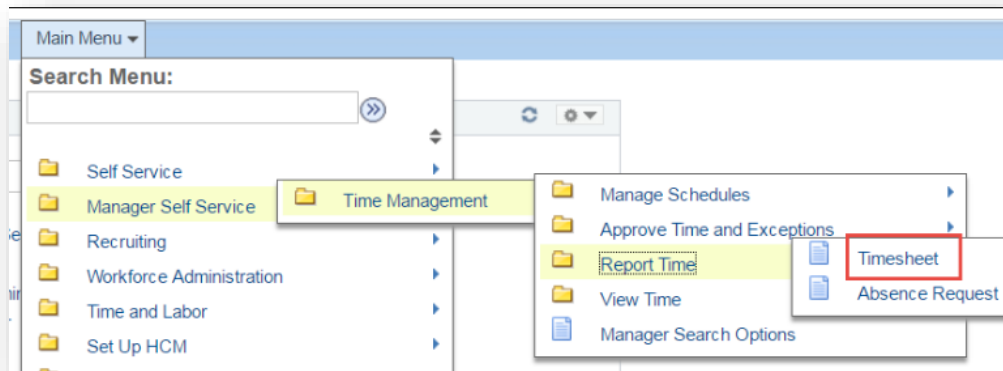 Main Menu
Search Menu:
Self Service
Manager Self Service
Time Management
Manage Schedules
Approve Time and Exceptions
Report Time
Timesheet
Absence Request
View Time
Manager Search Options
Recruiting
Workforce Administration
Time and Labor
Set Up HCM